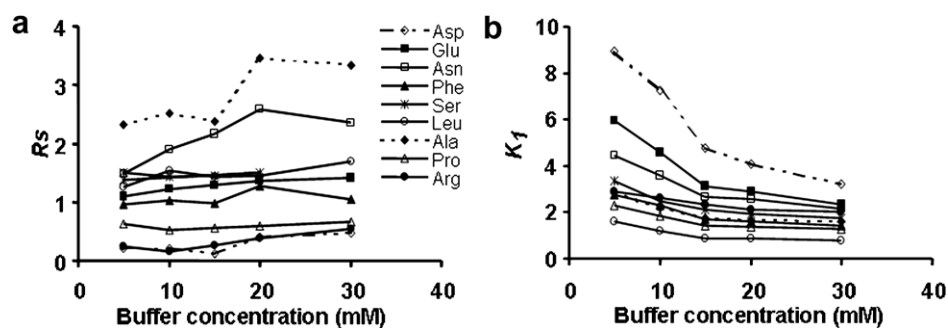 a
4
3
2
1
0
Rs
0
10
20
30
40
Buffer concentration (mM)
Asp
Glu
Asn
Phe
Ser
Leu
Ala
Pro
Arg
b
10
8
6
4
2
0
K1
0
10
20
30
40
Buffer concentration (mM)